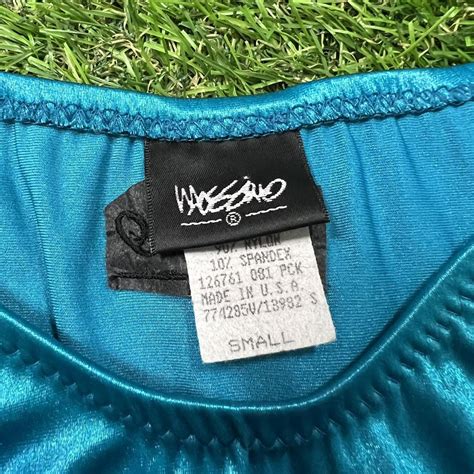 mossimo
®
90% NYLON
10% SPANDEX
126761 081 PCK
MADE IN U.S.A.
774285V/13982 S
SMALL